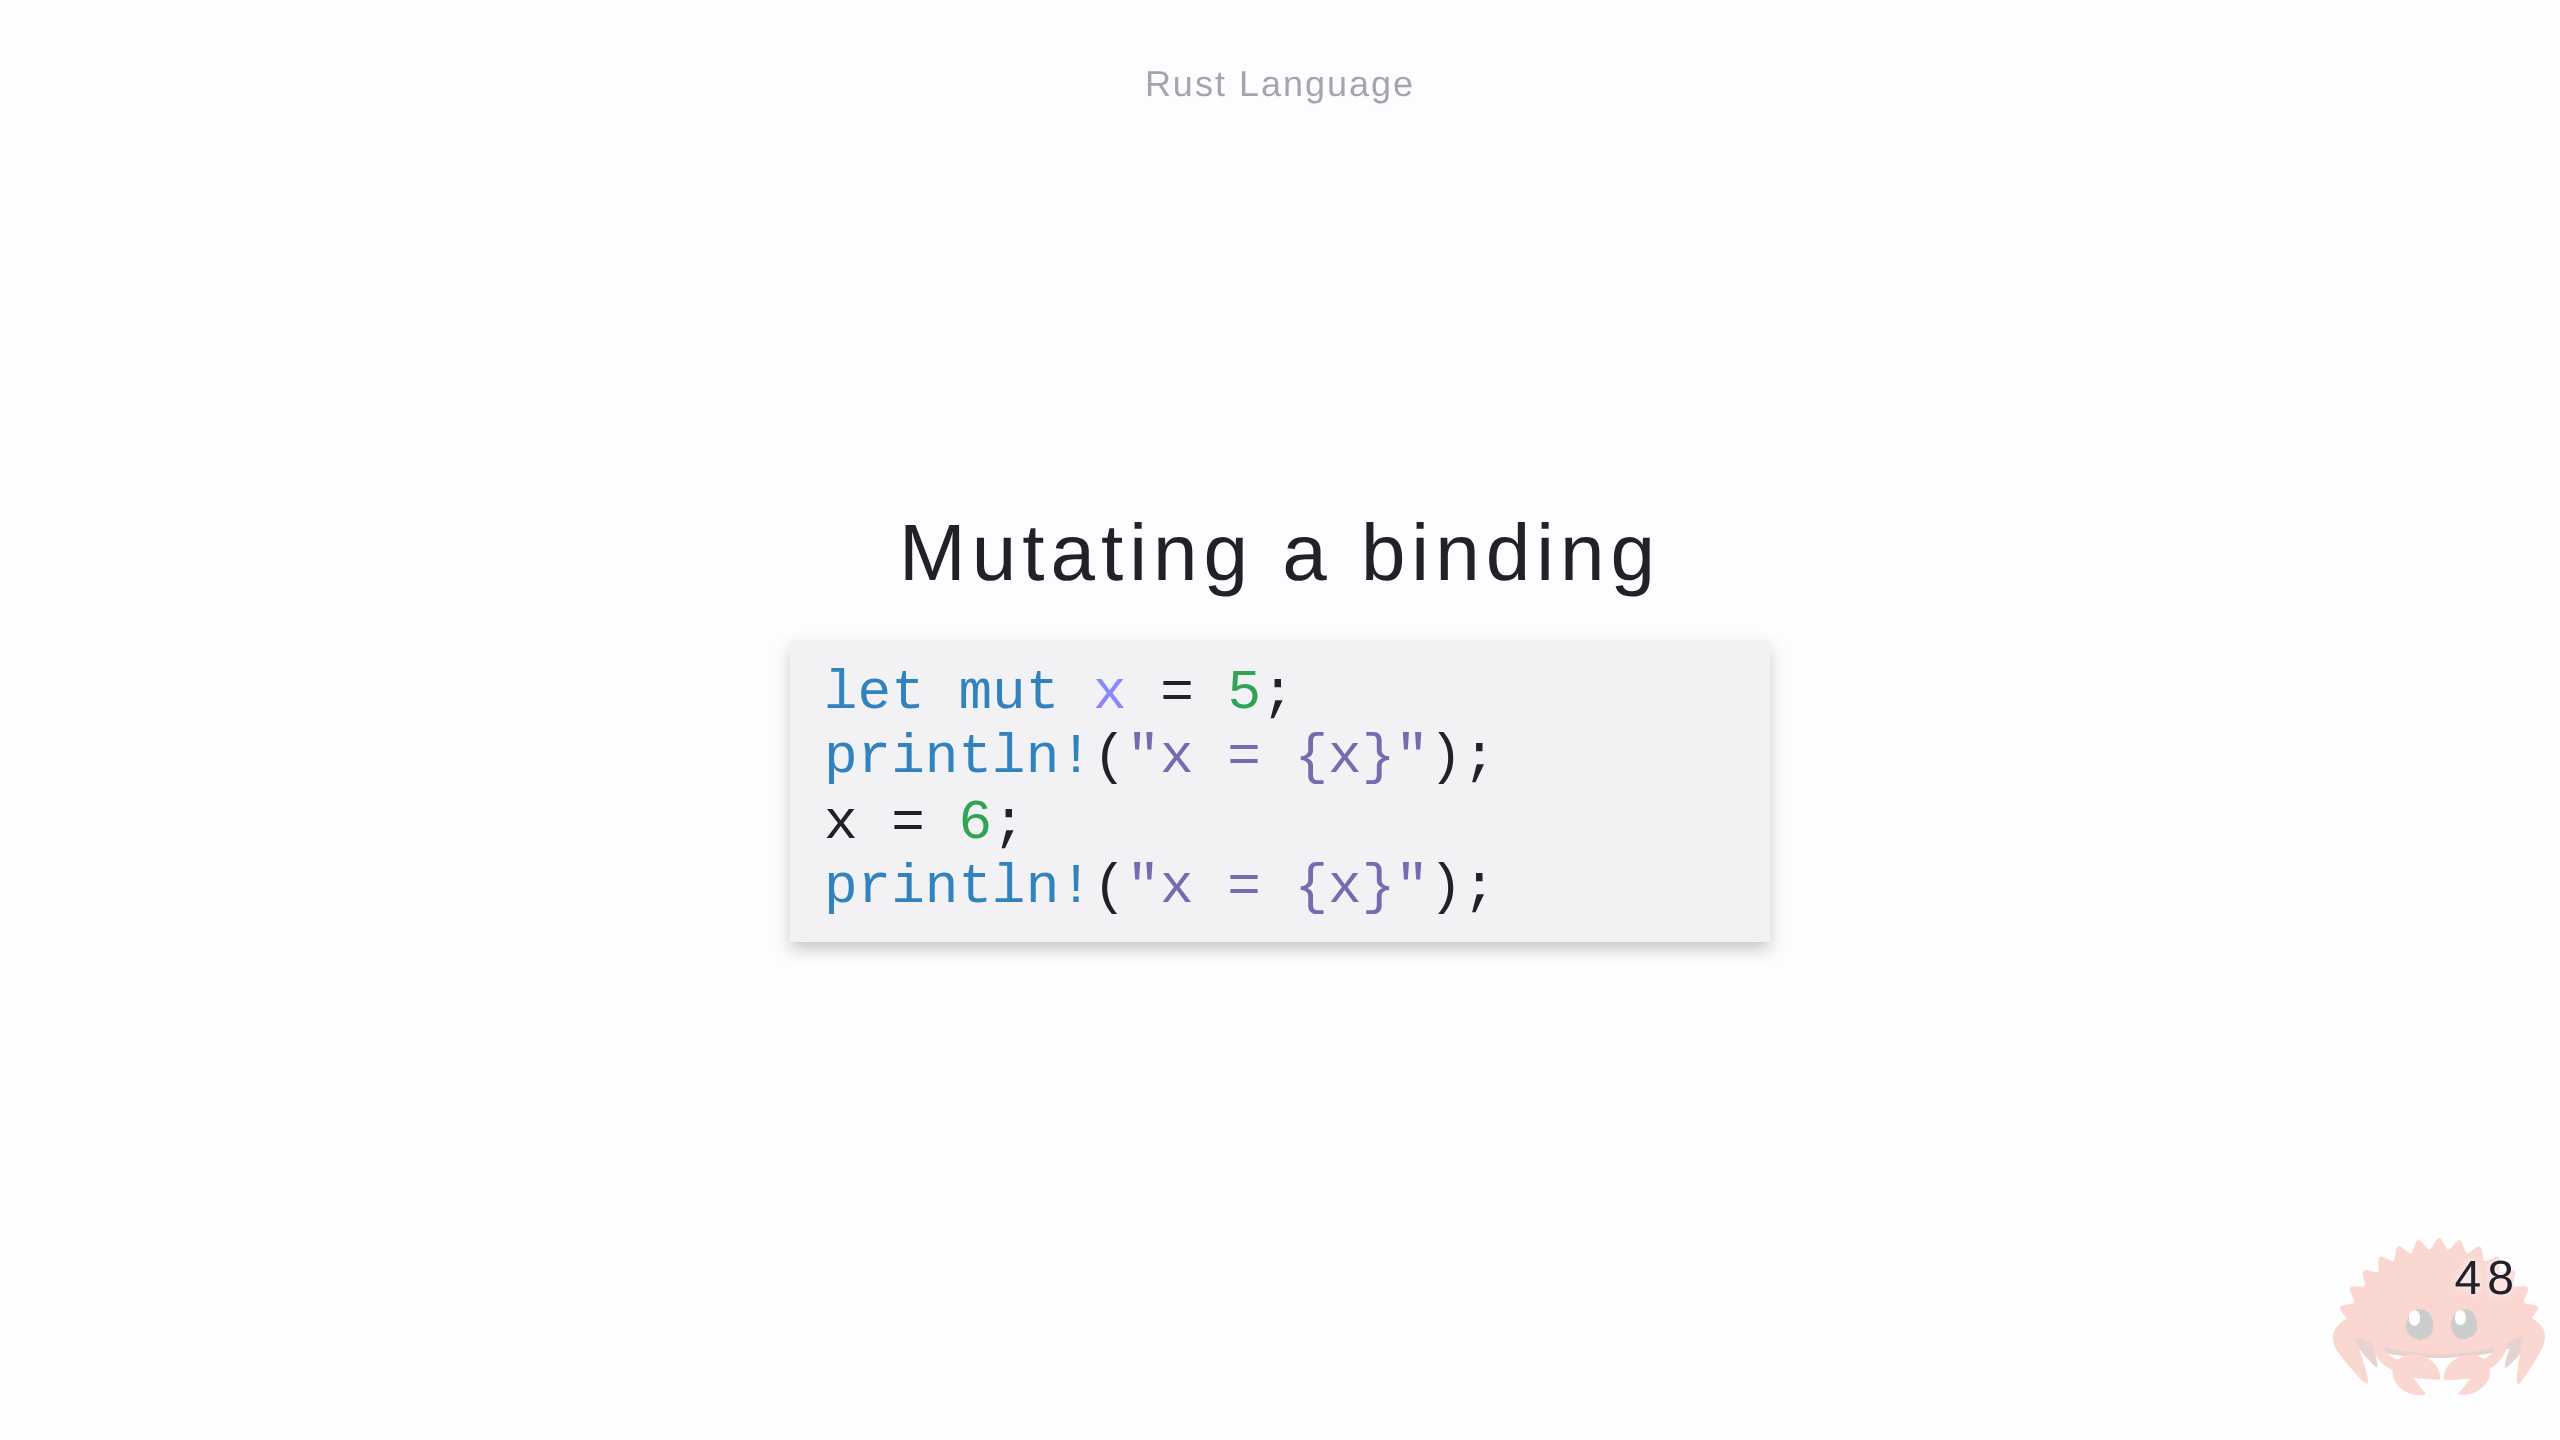 Rust Language
Mutating a binding
let mut x = 5;
println!("x = {x}");
x = 6;
println!("x = {x}");
48